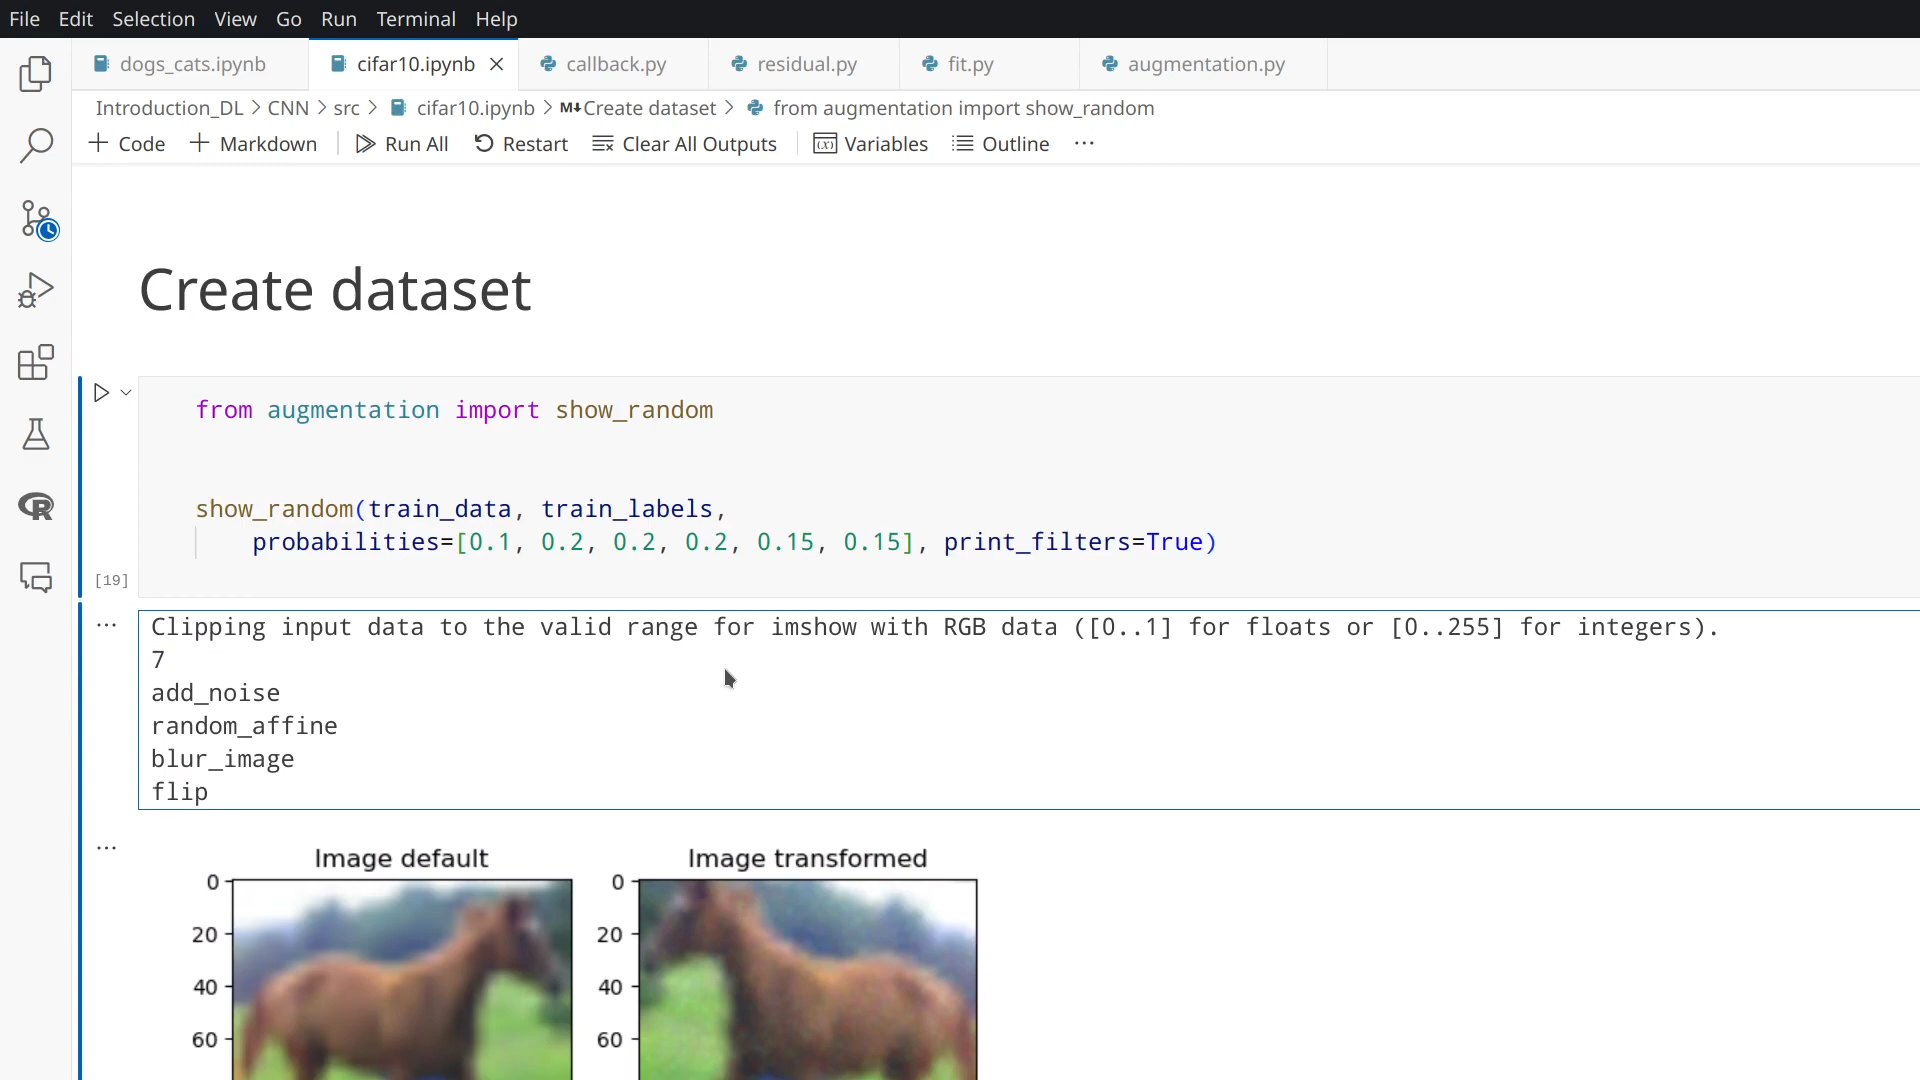 File Edit Selection View Go Run Terminal Help
dogs_cats.ipynb cifar10.ipynb callback.py residual.py fit.py augmentation.py
Introduction_DL > CNN > src > cifar10.ipynb > M↓Create dataset > from augmentation import show_random
Code Markdown Run All Restart Clear All Outputs Variables Outline ...
Create dataset
from augmentation import show_random
show_random(train_data, train_labels,
probabilities=[0.1, 0.2, 0.2, 0.2, 0.15, 0.15], print_filters=True)
[19]
Clipping input data to the valid range for imshow with RGB data ([0..1] for floats or [0..255] for integers).
7
add_noise
random_affine
blur_image
flip
Image default Image transformed
0 0
20 20
40 40
60 60